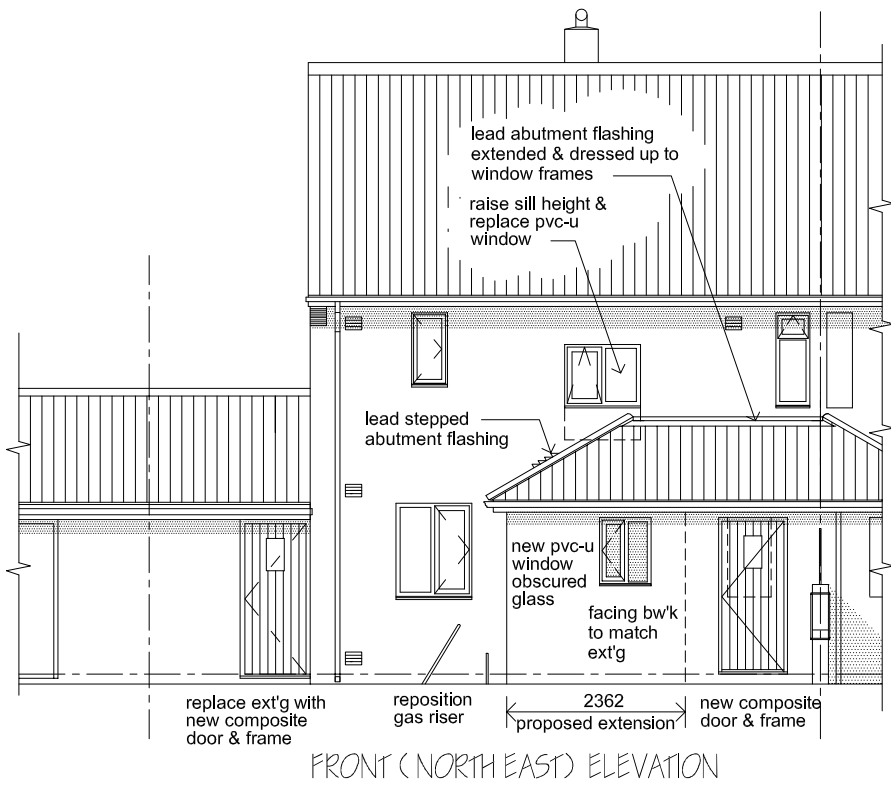 lead abutment flashing
extended & dressed up to
window frames
raise sill height &
replace pvc-u
window
lead stepped
abutment flashing
new pvc-u
window
obscured
glass
facing bw'k
to match
ext'g
replace ext'g with
new composite
door & frame
reposition
gas riser
2362
proposed extension
new composite
door & frame
FRONT (NORTH EAST) ELEVATION